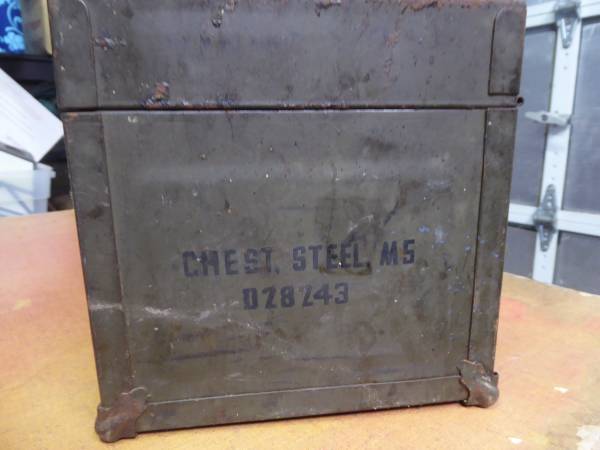 CHEST, STEEL, M5
D28243